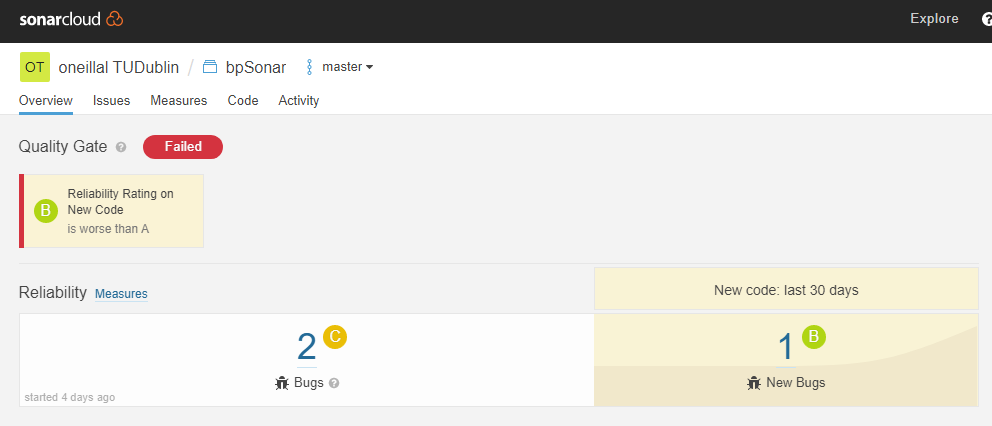 sonarcloud Explore ?
OT oneillal TUDublin / bpSonar master
Overview Issues Measures Code Activity
Quality Gate ? Failed
Reliability Rating on
B New Code
is worse than A
New code: last 30 days
Reliability Measures
2 C 1 B
Bugs ? New Bugs
started 4 days ago